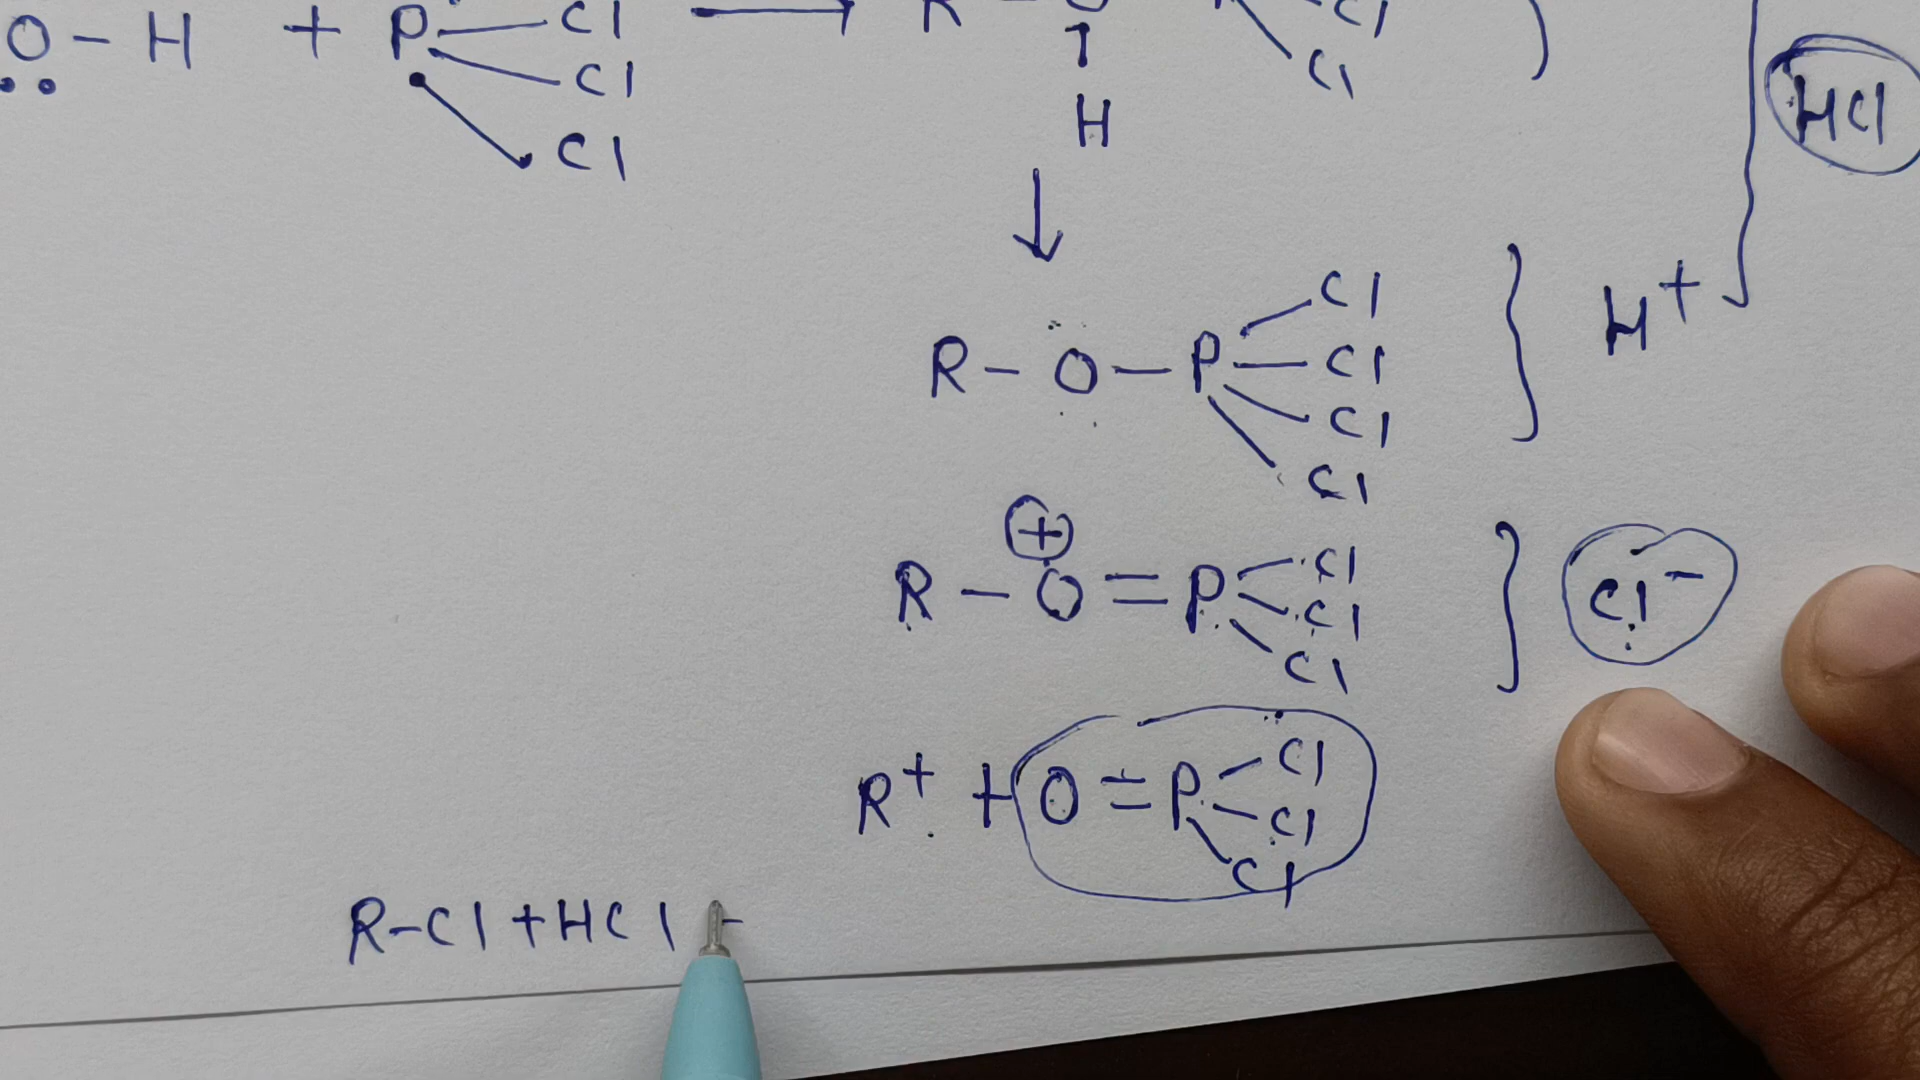 O - H + P Cl → R - O Cl
Cl Cl
Cl H HCl
↓
Cl
R - O - P Cl } H+
Cl
Cl
⊕
R - O = P Cl } Cl-
Cl
Cl
R+ + O = P Cl
Cl
Cl
R-Cl + HCl +